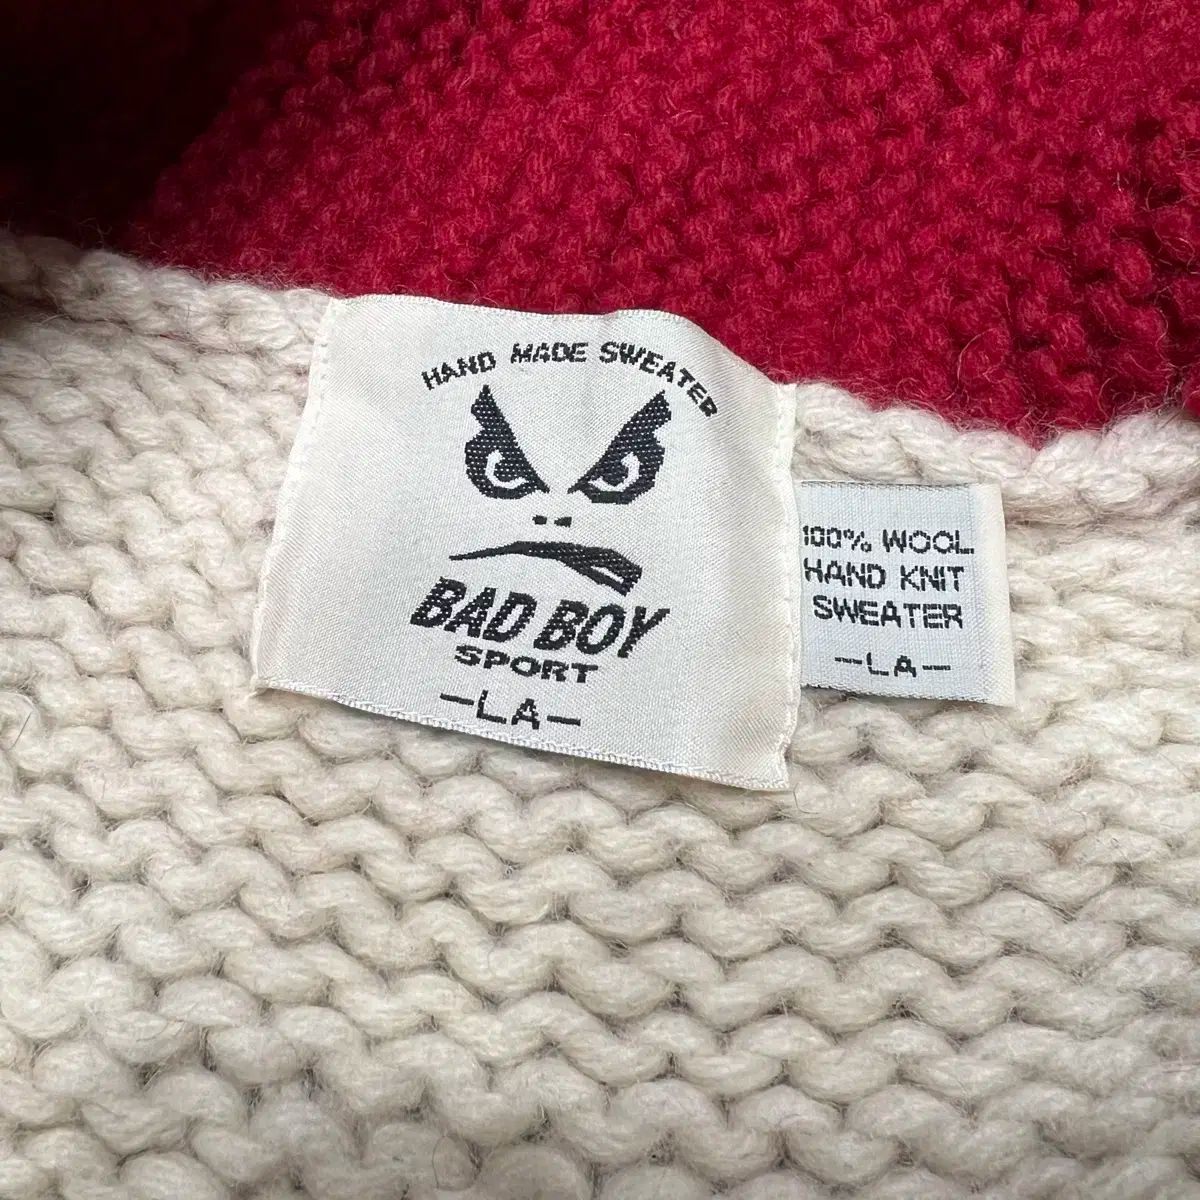 HAND MADE SWEATER
BAD BOY
SPORT
-LA-
100% WOOL
HAND KNIT
SWEATER
-LA-